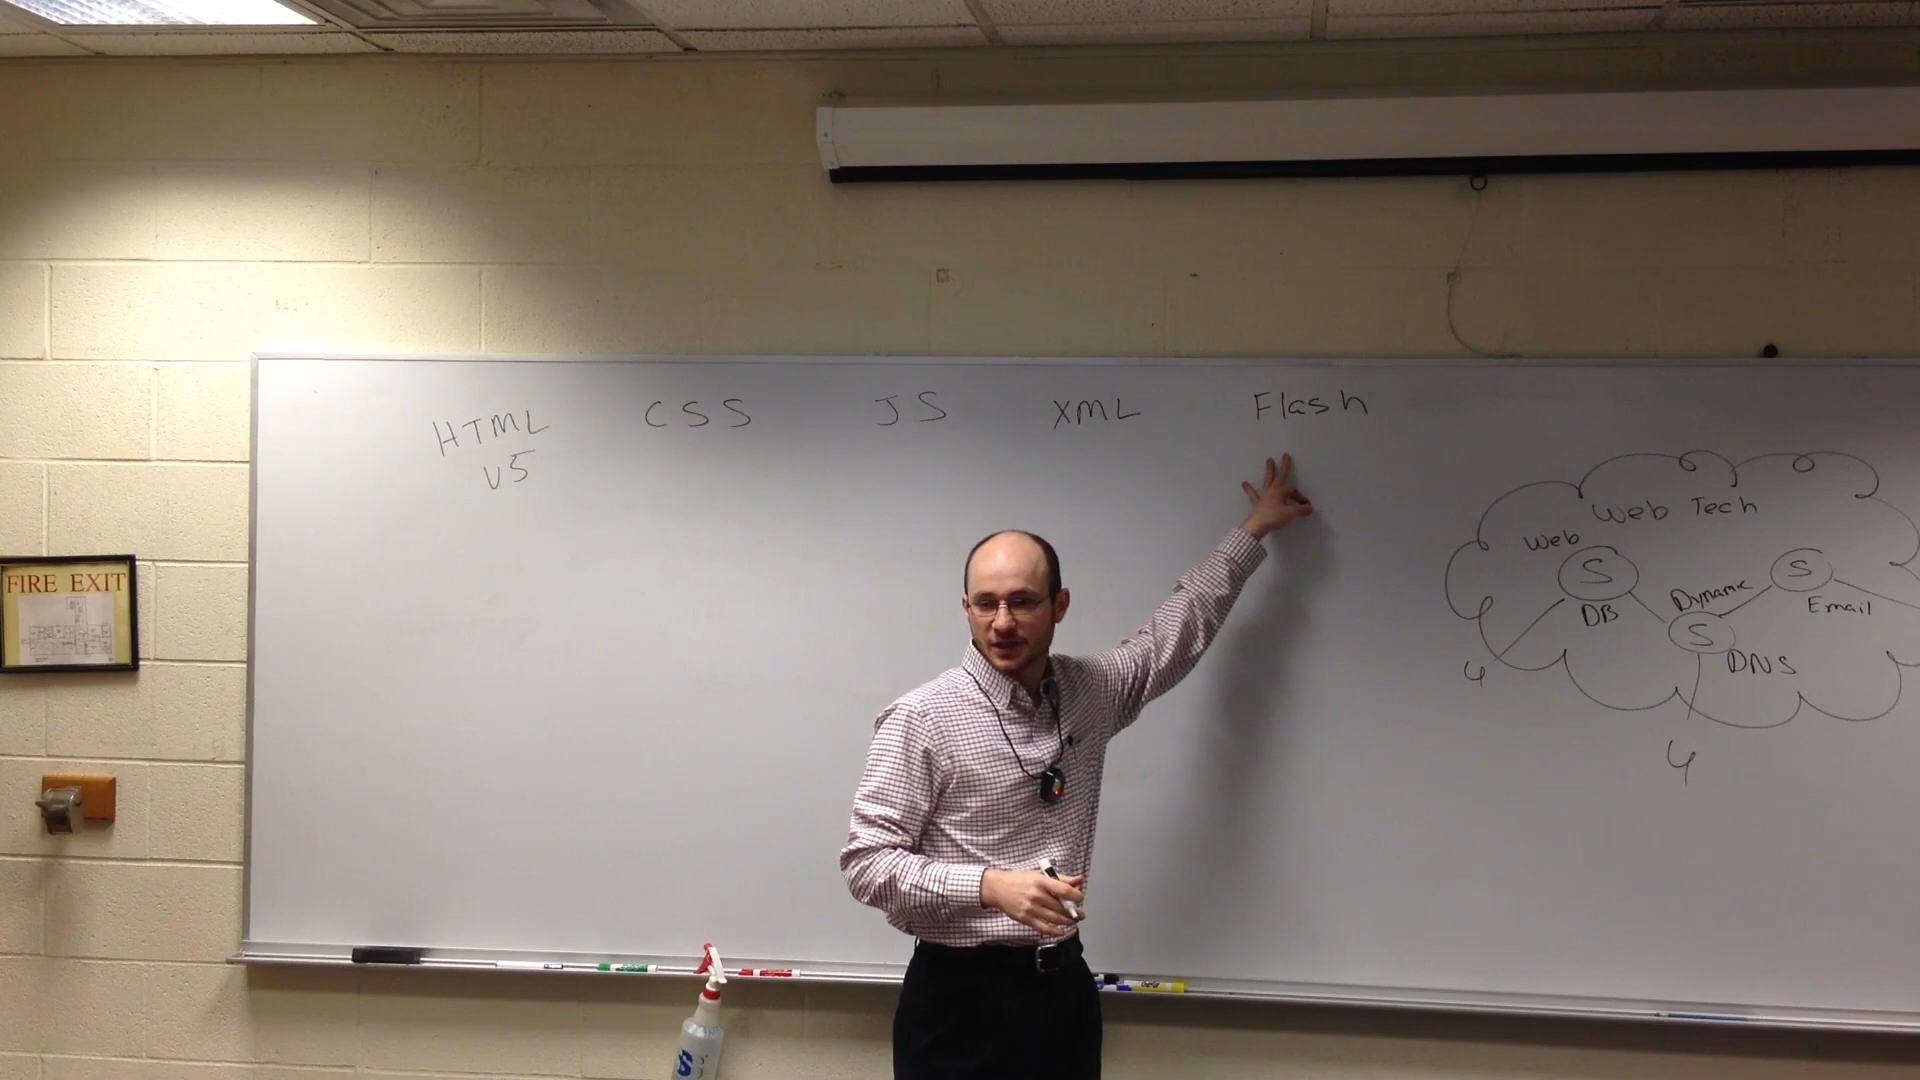 HTML
v5
CSS
JS
XML
Flash
Web Tech
Web
S
DB
Dynamic
S
DNS
S
Email
FIRE EXIT